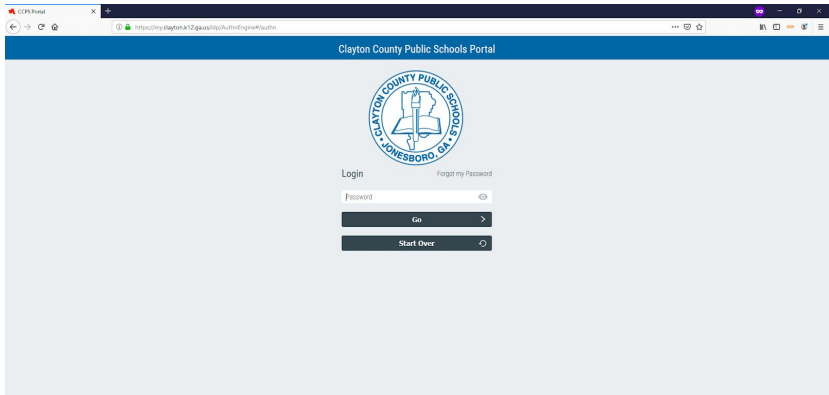 CCPS Portal
https://my.clayton.k12.ga.us/idp/AuthnEngine#/authn
Clayton County Public Schools Portal
CLAYTON COUNTY PUBLIC SCHOOLS
JONESBORO, GA.
Login
Forgot my Password
Password
Go
Start Over